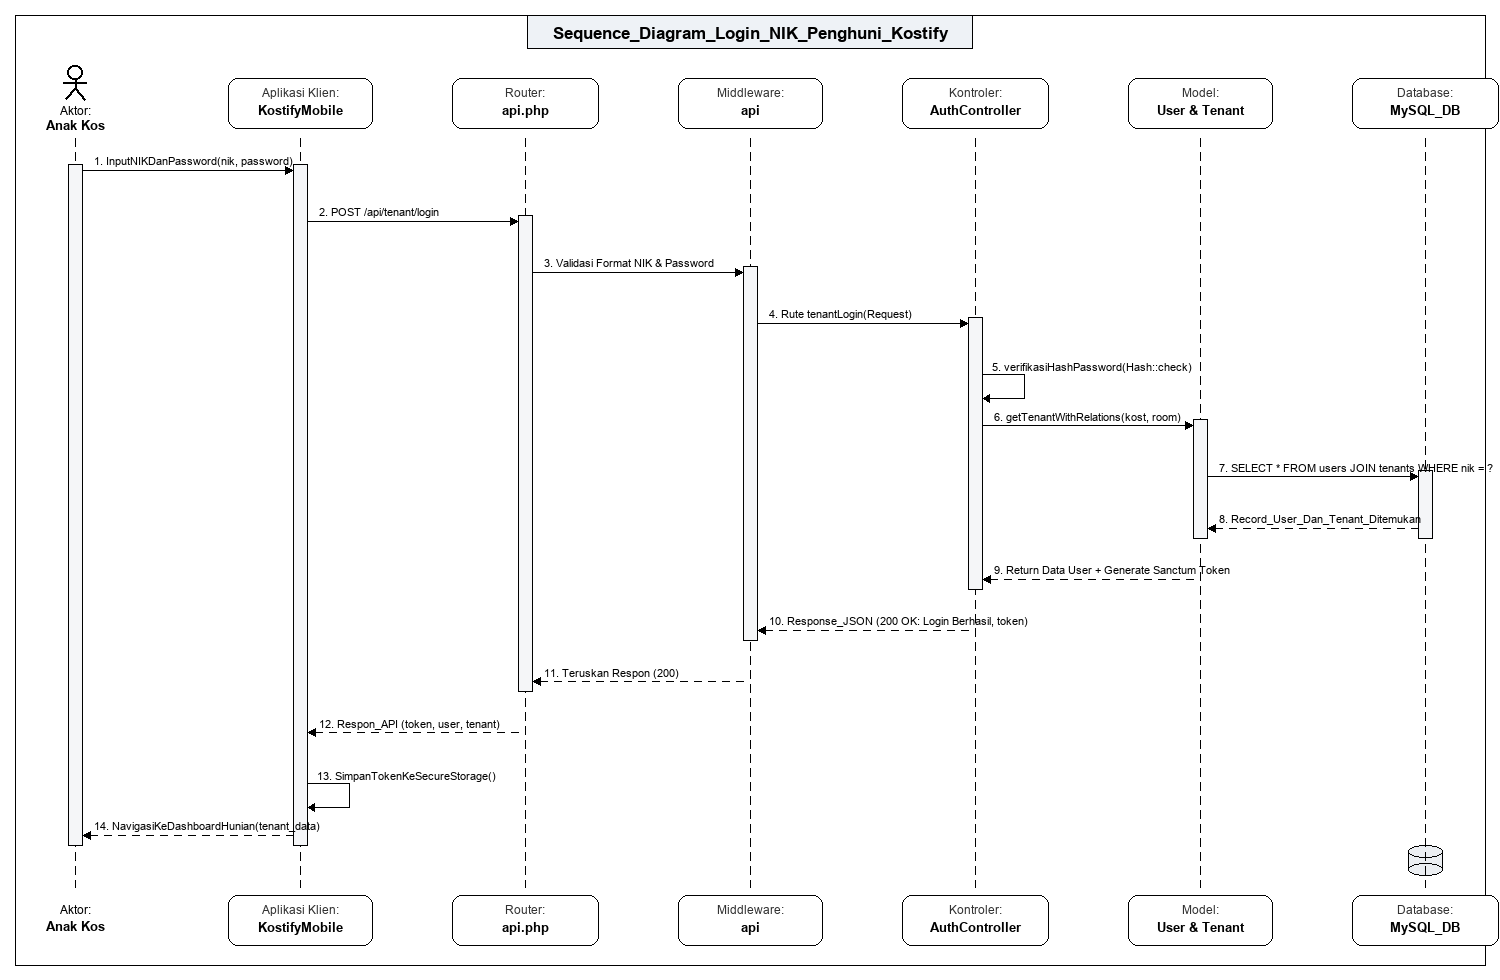 Sequence_Diagram_Login_NIK_Penghuni_Kostify
Aktor:
Anak Kos
Aplikasi Klien:
KostifyMobile
Router:
api.php
Middleware:
api
Kontroler:
AuthController
Model:
User & Tenant
Database:
MySQL_DB
1. InputNIKDanPassword(nik, password)
2. POST /api/tenant/login
3. Validasi Format NIK & Password
4. Rute tenantLogin(Request)
5. verifikasiHashPassword(Hash::check)
6. getTenantWithRelations(kost, room)
7. SELECT * FROM users JOIN tenants WHERE nik = ?
8. Record_User_Dan_Tenant_Ditemukan
9. Return Data User + Generate Sanctum Token
10. Response_JSON (200 OK: Login Berhasil, token)
11. Teruskan Respon (200)
12. Respon_API (token, user, tenant)
13. SimpanTokenKeSecureStorage()
14. NavigasiKeDashboardHunian(tenant_data)
Aktor:
Anak Kos
Aplikasi Klien:
KostifyMobile
Router:
api.php
Middleware:
api
Kontroler:
AuthController
Model:
User & Tenant
Database:
MySQL_DB